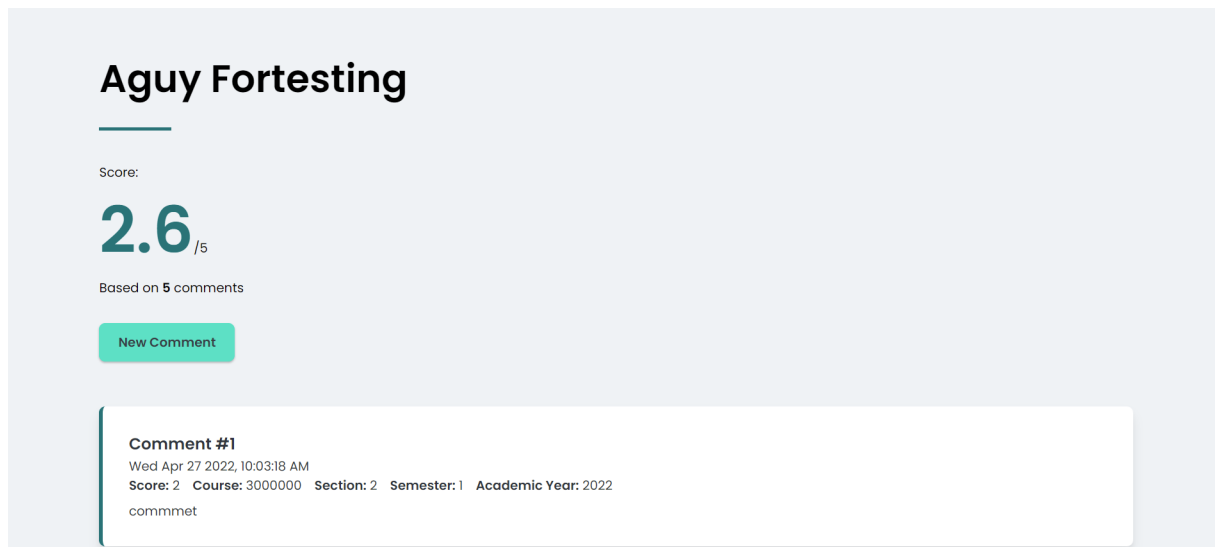 Aguy Fortesting
Score:
2.6/5
Based on 5 comments
New Comment
Comment #1
Wed Apr 27 2022, 10:03:18 AM
Score: 2 Course: 3000000 Section: 2 Semester: 1 Academic Year: 2022
commmet